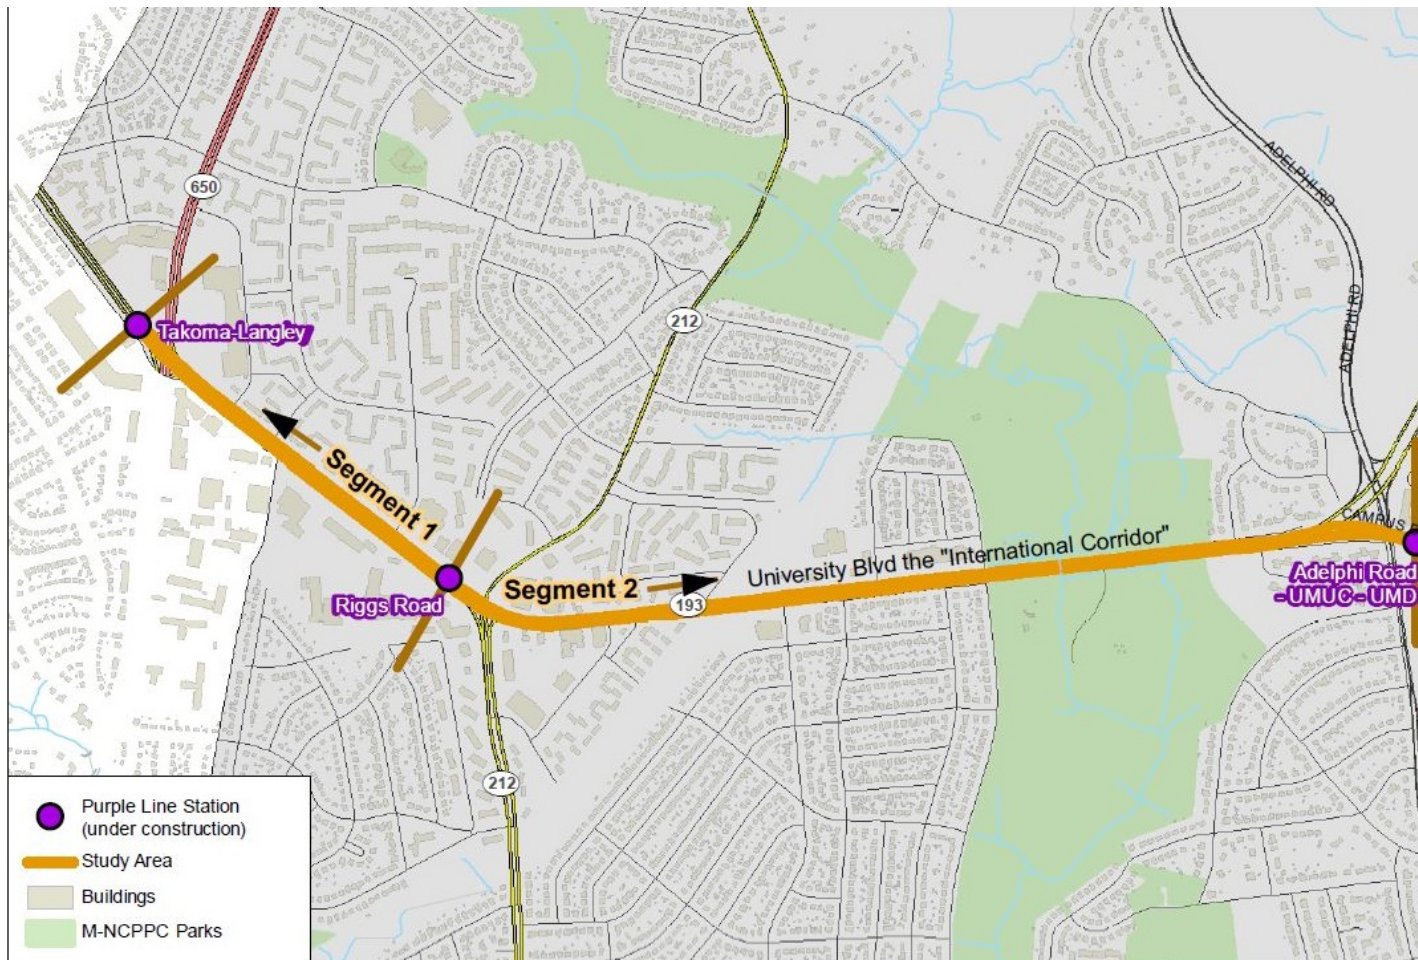 650
ADELPHI RD
ADELPHI RD
Takoma-Langley
212
Segment 1
CAMPUS
University Blvd the "International Corridor"
Segment 2
193
Riggs Road
Adelphi Road
- UMUC - UMD
212
Purple Line Station
(under construction)
Study Area
Buildings
M-NCPPC Parks